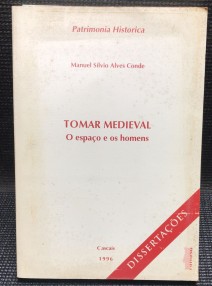 Patrimonia Historica
Manuel Sílvio Alves Conde
TOMAR MEDIEVAL
O espaço e os homens
DISSERTAÇÕES
Cascais
1996